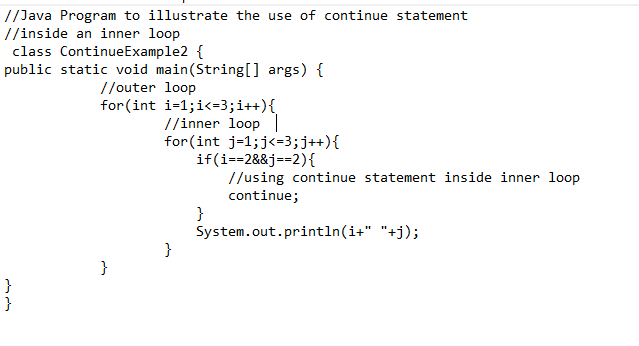 //Java Program to illustrate the use of continue statement
//inside an inner loop
class ContinueExample2 {
public static void main(String[] args) {
//outer loop
for(int i=1;i<=3;i++){
//inner loop
for(int j=1;j<=3;j++){
if(i==2&&j==2){
//using continue statement inside inner loop
continue;
}
System.out.println(i+" "+j);
}
}
}
}